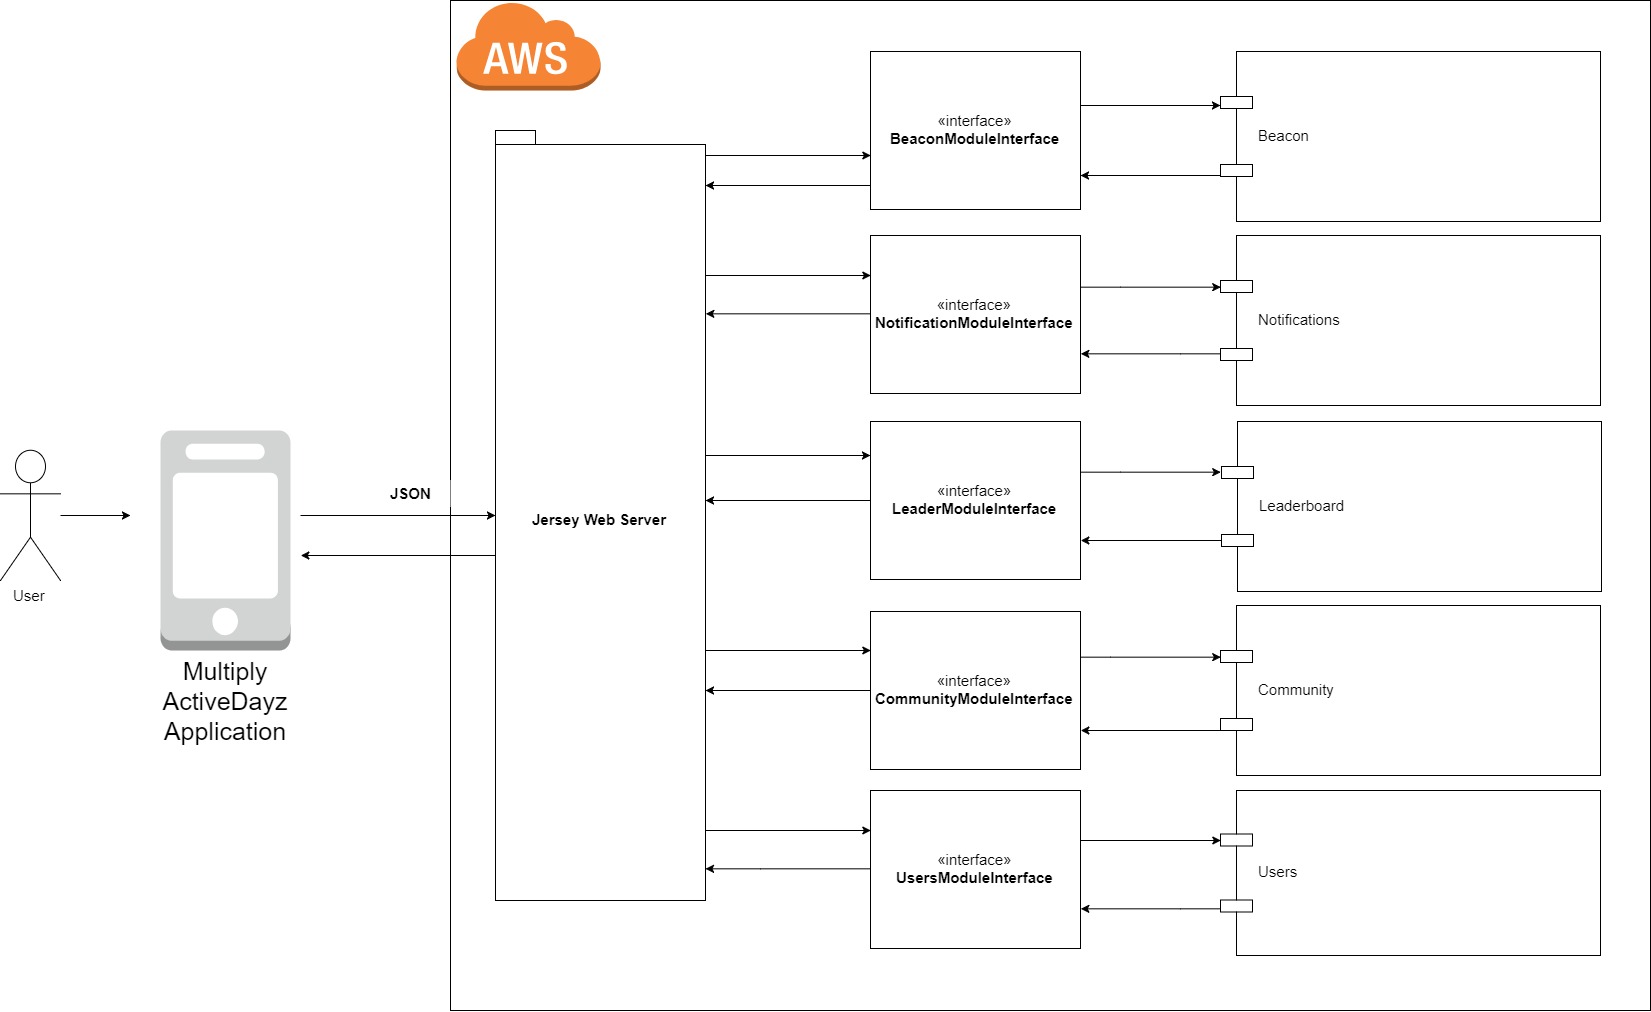 AWS
«interface»
BeaconModuleInterface
Beacon
«interface»
NotificationModuleInterface
Notifications
JSON
Jersey Web Server
«interface»
LeaderModuleInterface
Leaderboard
User
Multiply
ActiveDayz
Application
«interface»
CommunityModuleInterface
Community
«interface»
UsersModuleInterface
Users